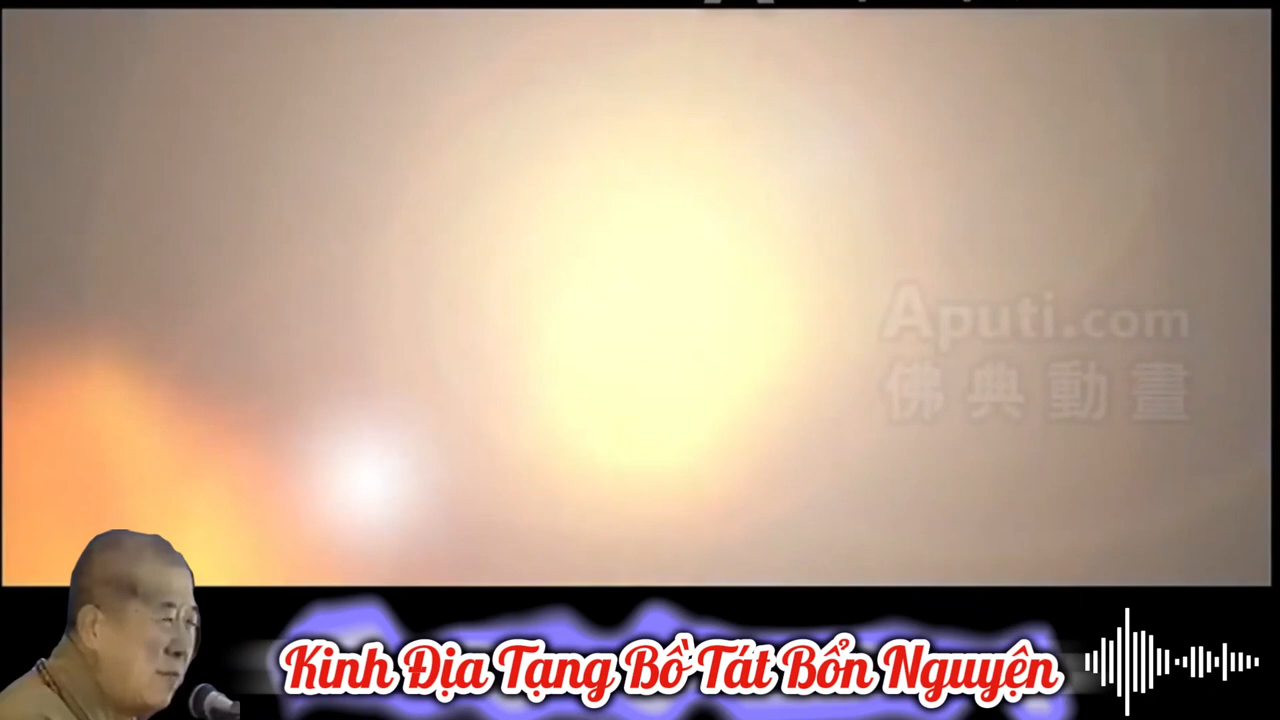 Aputi.com
佛典動畫
Kinh Địa Tạng Bồ Tát Bổn Nguyện